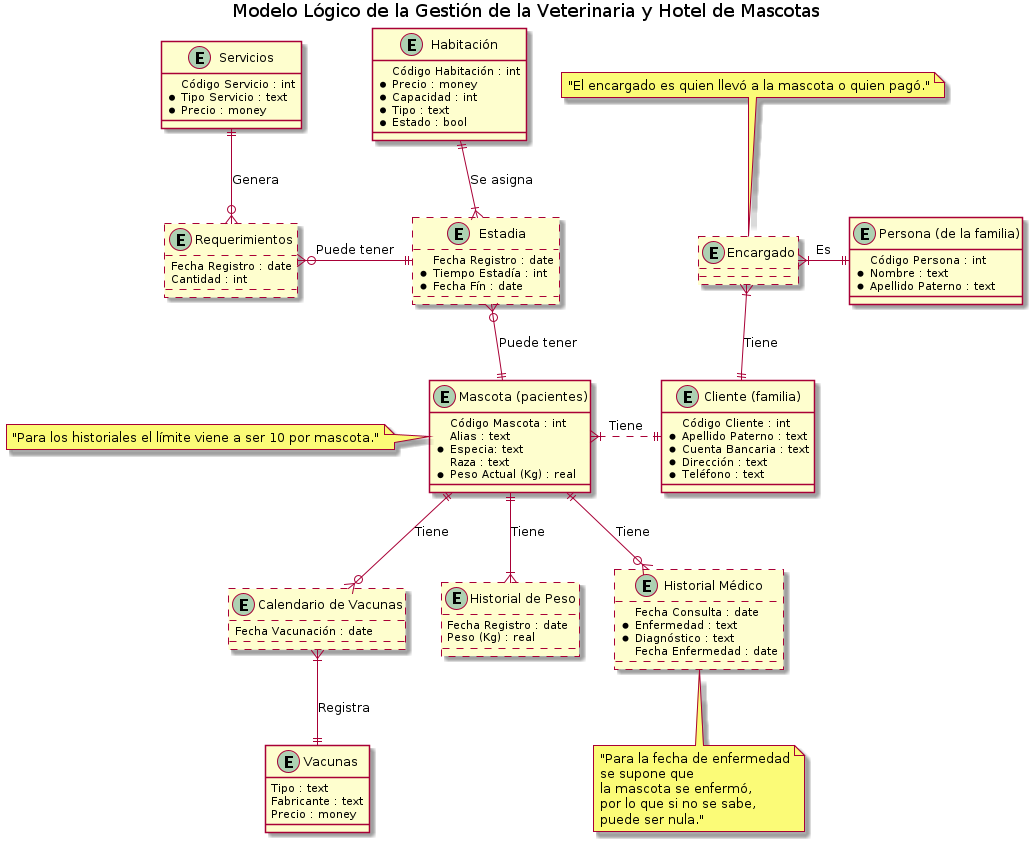 Modelo Lógico de la Gestión de la Veterinaria y Hotel de Mascotas
E Servicios
Código Servicio : int
Tipo Servicio : text
Precio : money
E Habitación
Código Habitación : int
Precio : money
Capacidad : int
Tipo : text
Estado : bool
"El encargado es quien llevó a la mascota o quien pagó."
Genera
Se asigna
E Requerimientos
Fecha Registro : date
Cantidad : int
Puede tener
E Estadia
Fecha Registro : date
Tiempo Estadía : int
Fecha Fín : date
E Encargado
Es
E Persona (de la familia)
Código Persona : int
Nombre : text
Apellido Paterno : text
Puede tener
Tiene
"Para los historiales el límite viene a ser 10 por mascota."
E Mascota (pacientes)
Código Mascota : int
Alias : text
Especia: text
Raza : text
Peso Actual (Kg) : real
Tiene
E Cliente (familia)
Código Cliente : int
Apellido Paterno : text
Cuenta Bancaria : text
Dirección : text
Teléfono : text
Tiene
Tiene
Tiene
E Calendario de Vacunas
Fecha Vacunación : date
E Historial de Peso
Fecha Registro : date
Peso (Kg) : real
E Historial Médico
Fecha Consulta : date
Enfermedad : text
Diagnóstico : text
Fecha Enfermedad : date
Registra
E Vacunas
Tipo : text
Fabricante : text
Precio : money
"Para la fecha de enfermedad
se supone que
la mascota se enfermó,
por lo que si no se sabe,
puede ser nula."